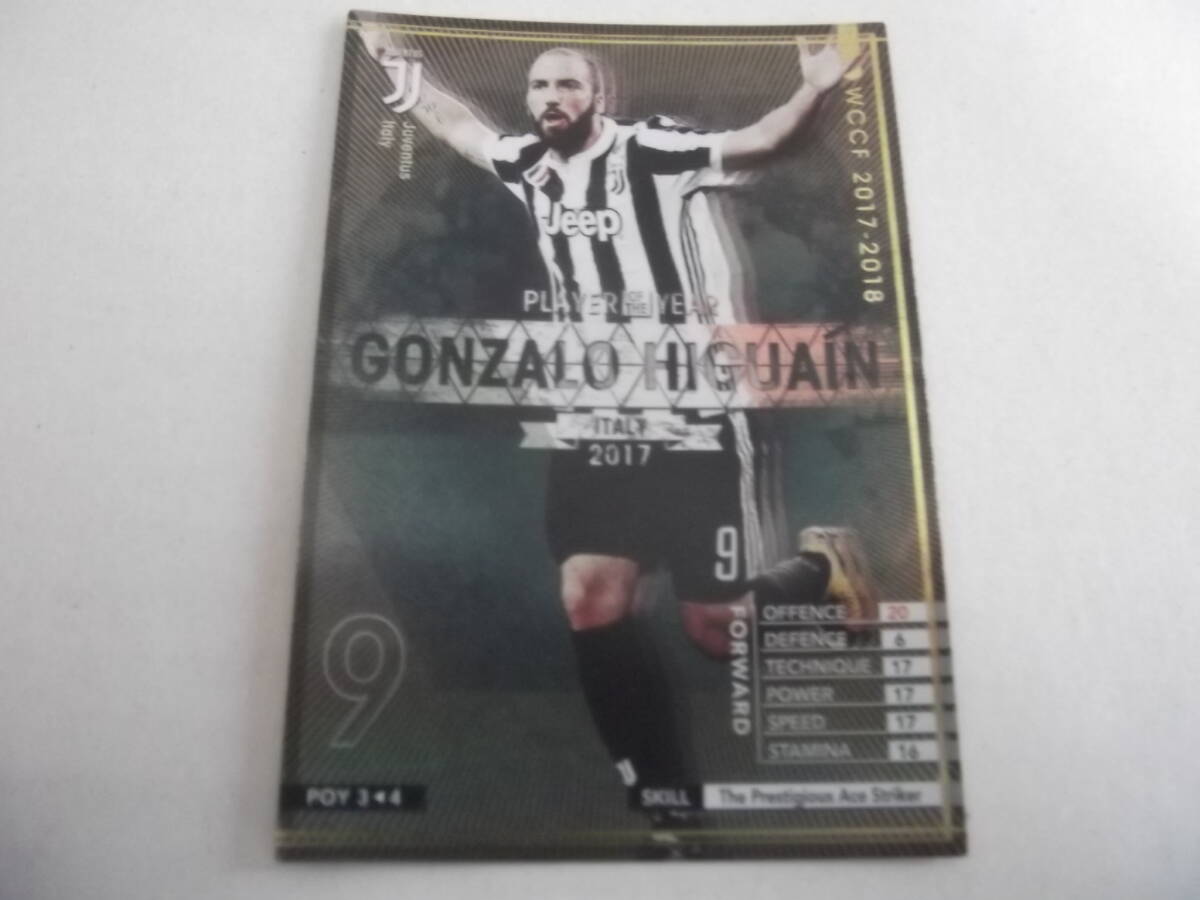 Juventus
Italy
WCCF 2017-2018
Jeep
PLAYER OF THE YEAR
GONZALO HIGUAÍN
ITALY
2017
9
9
FORWARD
OFFENCE 20
DEFENCE 6
TECHNIQUE 17
POWER 17
SPEED 17
STAMINA 16
POY 3◄4
SKILL The Prestigious Ace Striker